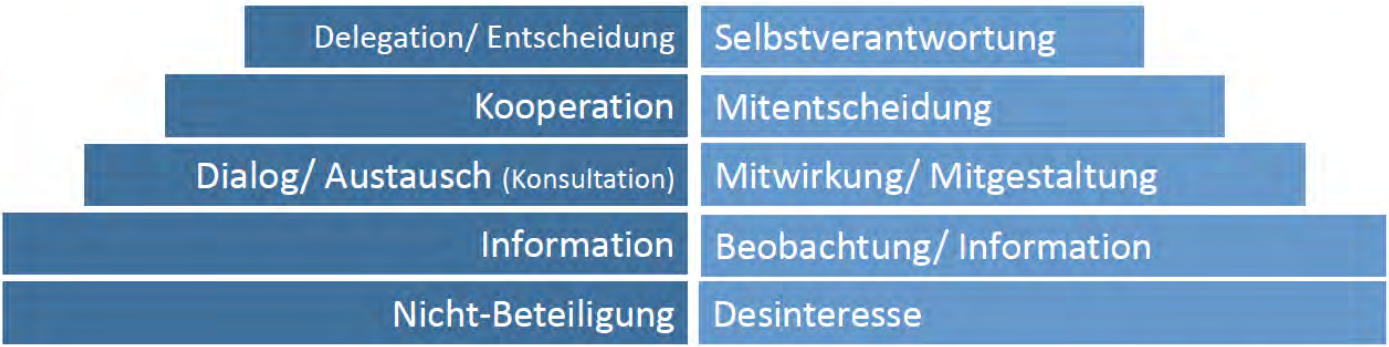 Delegation/ Entscheidung Selbstverantwortung
Kooperation Mitentscheidung
Dialog/ Austausch (Konsultation) Mitwirkung/ Mitgestaltung
Information Beobachtung/ Information
Nicht-Beteiligung Desinteresse